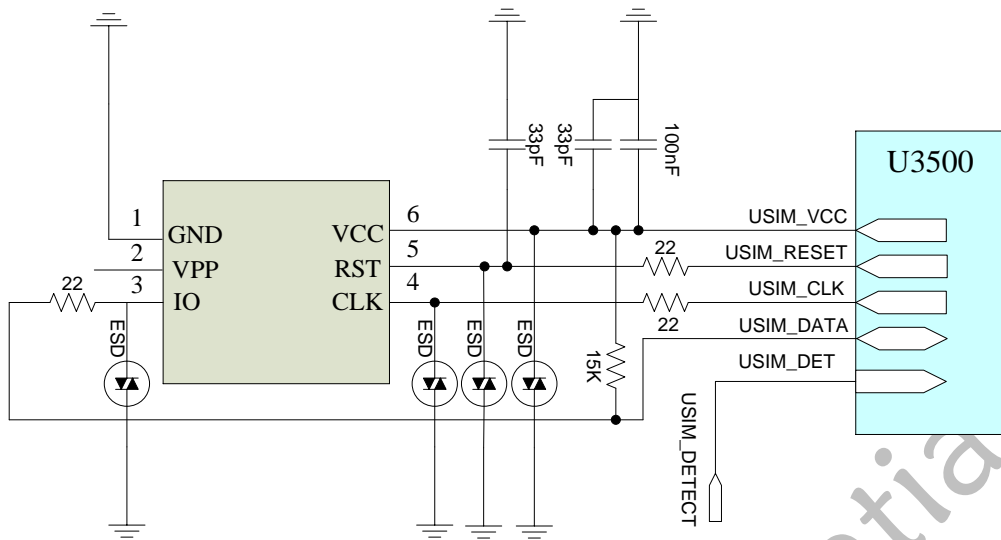 33pF
33pF
100nF
U3500
1
GND
2
VPP
3
IO
VCC
6
RST
5
CLK
4
22
ESD
ESD
ESD
ESD
22
22
15K
USIM_VCC
USIM_RESET
USIM_CLK
USIM_DATA
USIM_DET
USIM_DETECT